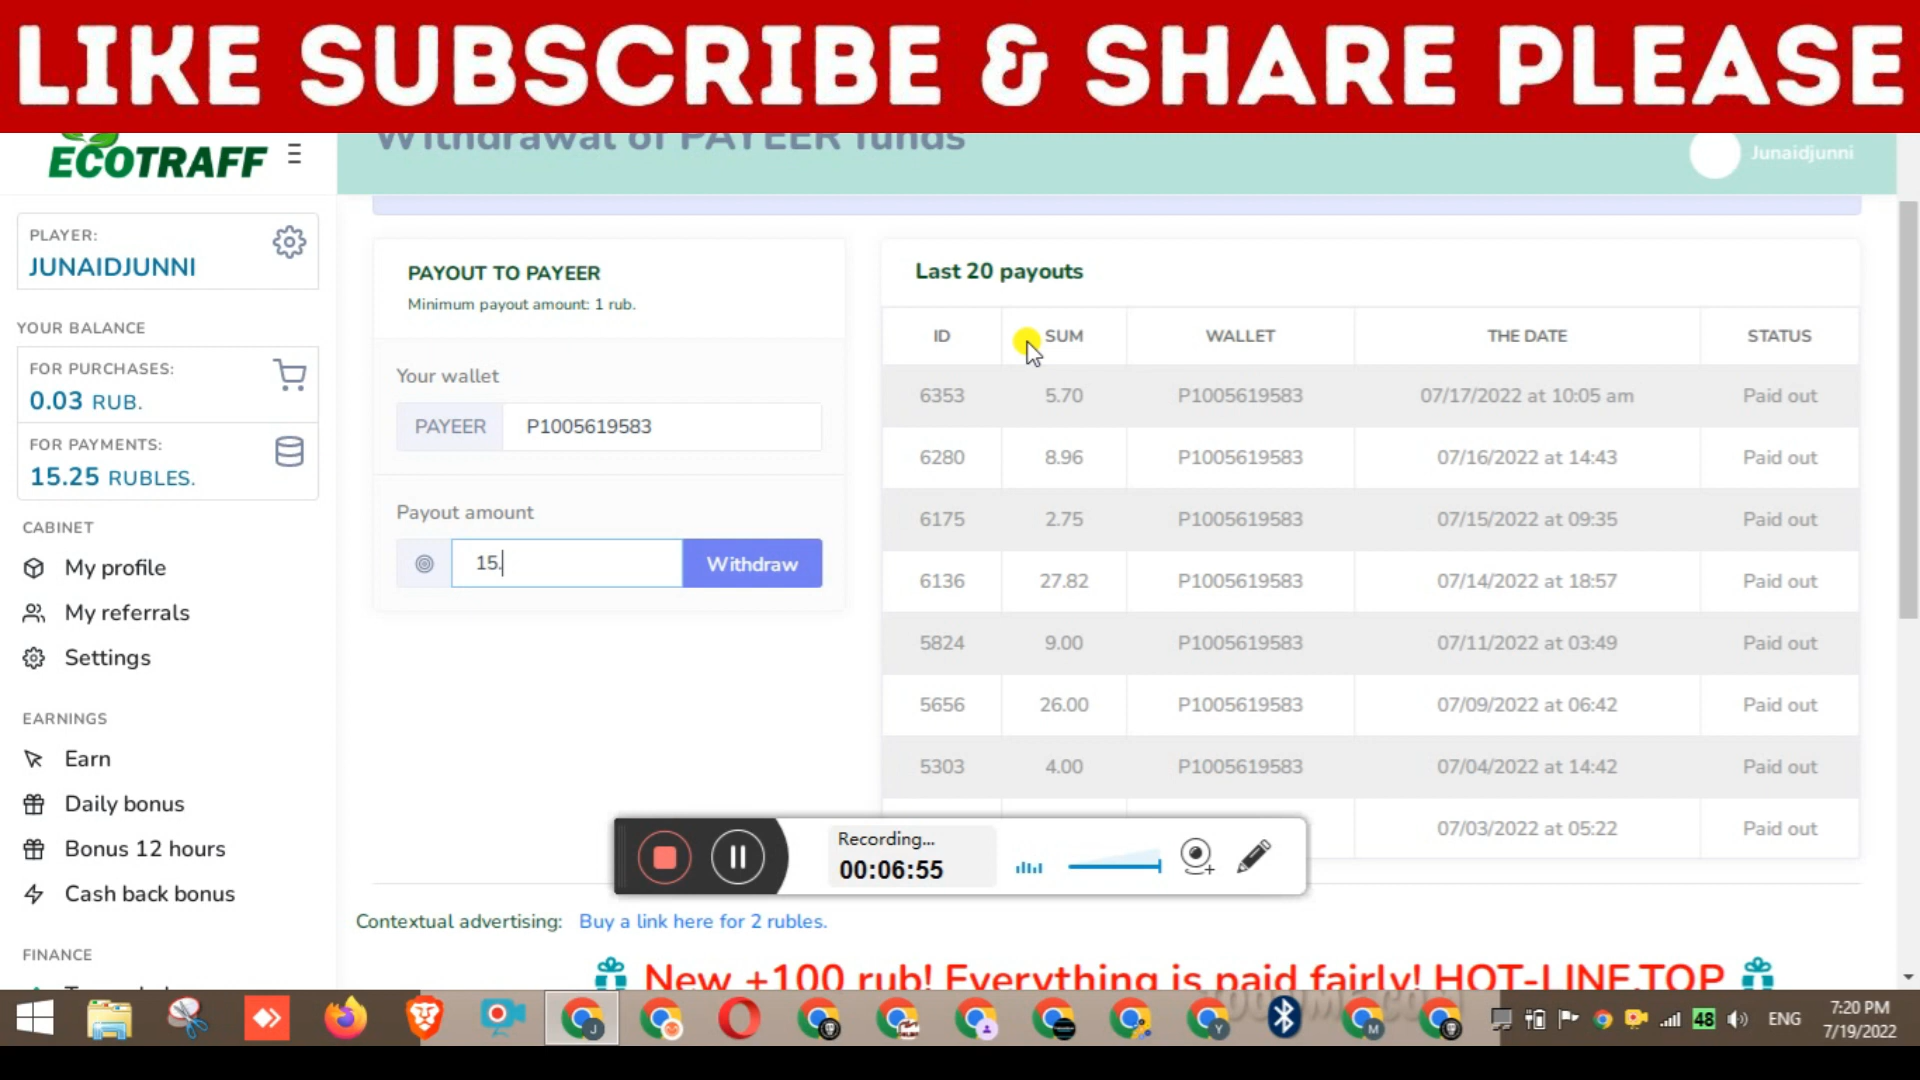 LIKE SUBSCRIBE & SHARE PLEASE
Withdrawal of PAYEER funds
ECOTRAFF
Junaidjunni
PLAYER:
JUNAIDJUNNI
YOUR BALANCE
FOR PURCHASES:
0.03 RUB.
FOR PAYMENTS:
15.25 RUBLES.
CABINET
My profile
My referrals
Settings
EARNINGS
Earn
Daily bonus
Bonus 12 hours
Cash back bonus
FINANCE
PAYOUT TO PAYEER
Minimum payout amount: 1 rub.
Your wallet
PAYEER P1005619583
Payout amount
15. Withdraw
Last 20 payouts
ID SUM WALLET THE DATE STATUS
6353 5.70 P1005619583 07/17/2022 at 10:05 am Paid out
6280 8.96 P1005619583 07/16/2022 at 14:43 Paid out
6175 2.75 P1005619583 07/15/2022 at 09:35 Paid out
6136 27.82 P1005619583 07/14/2022 at 18:57 Paid out
5824 9.00 P1005619583 07/11/2022 at 03:49 Paid out
5656 26.00 P1005619583 07/09/2022 at 06:42 Paid out
5303 4.00 P1005619583 07/04/2022 at 14:42 Paid out
07/03/2022 at 05:22 Paid out
Recording...
00:06:55
Contextual advertising: Buy a link here for 2 rubles.
New +100 rub! Everything is paid fairly! HOT-LINE.TOP
48 ENG
7:20 PM
7/19/2022